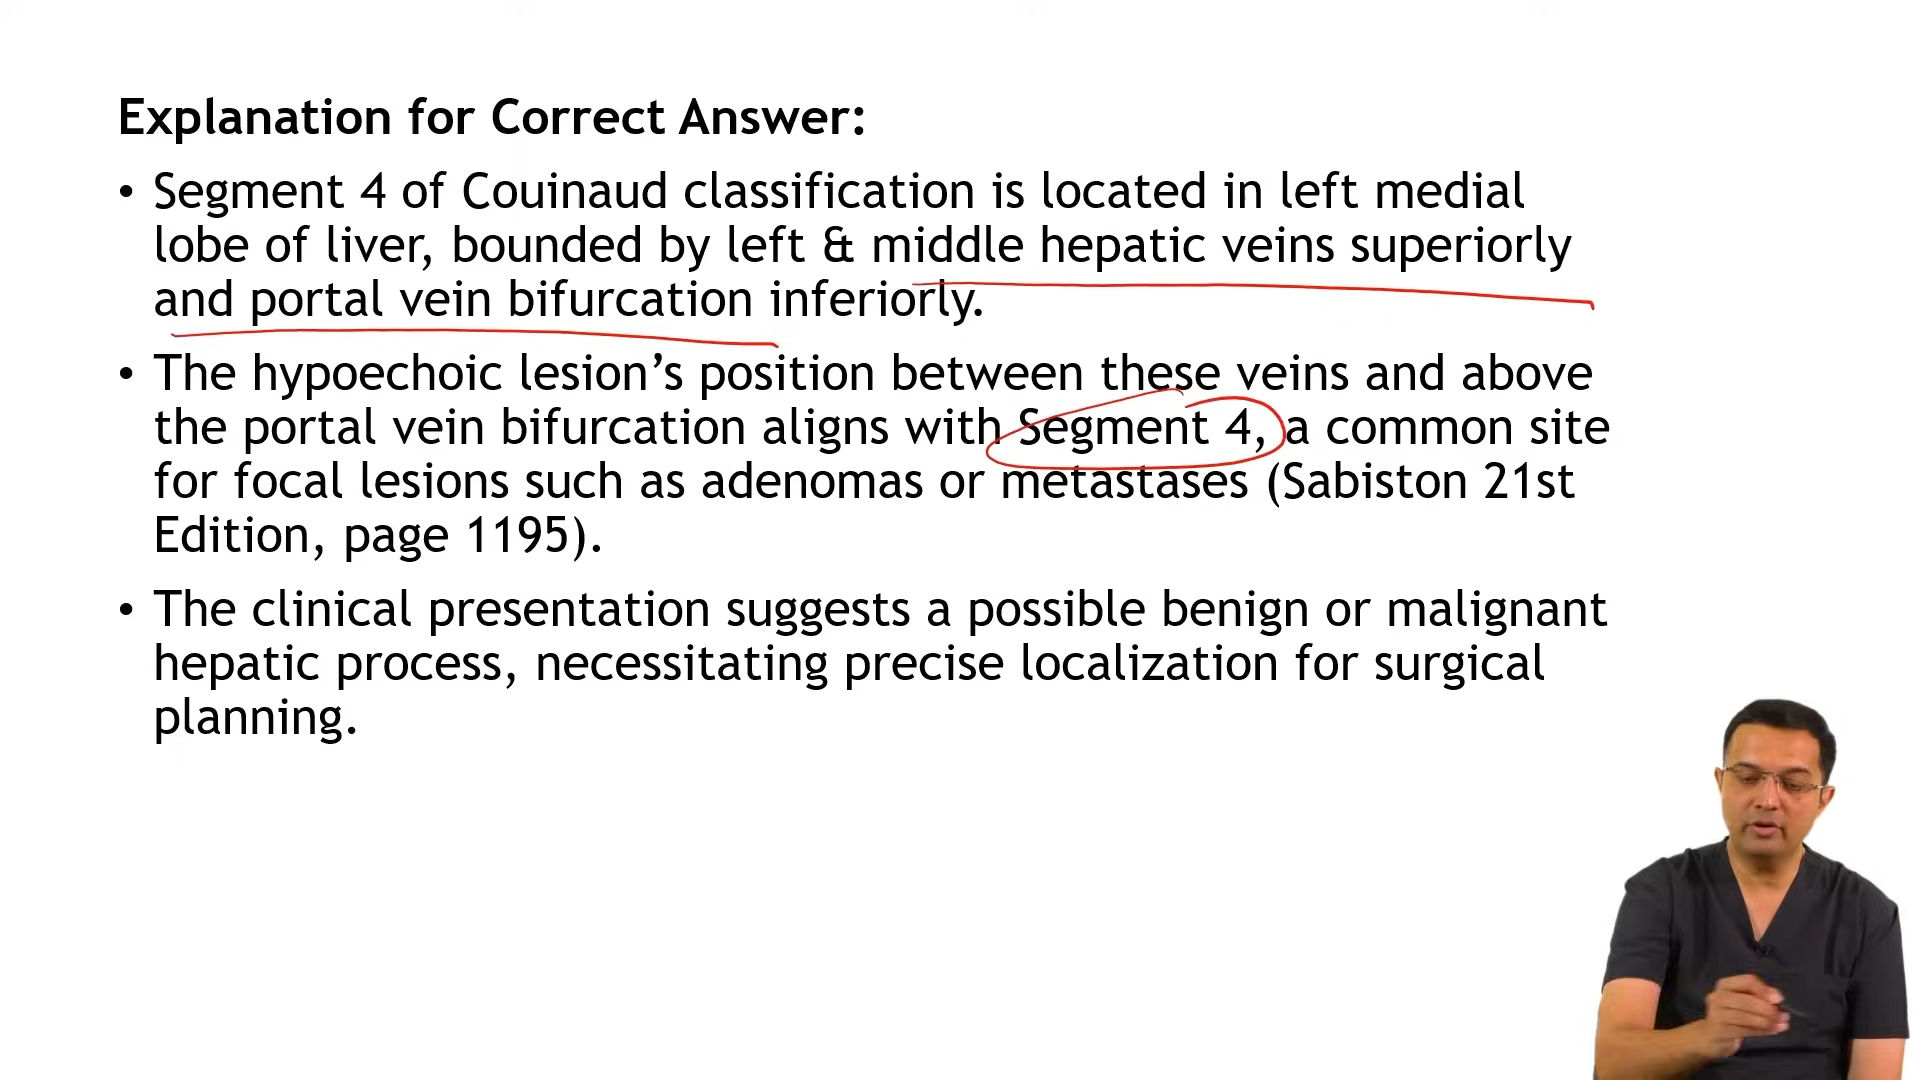 Explanation for Correct Answer:
• Segment 4 of Couinaud classification is located in left medial
lobe of liver, bounded by left & middle hepatic veins superiorly
and portal vein bifurcation inferiorly.
• The hypoechoic lesion’s position between these veins and above
the portal vein bifurcation aligns with Segment 4, a common site
for focal lesions such as adenomas or metastases (Sabiston 21st
Edition, page 1195).
• The clinical presentation suggests a possible benign or malignant
hepatic process, necessitating precise localization for surgical
planning.